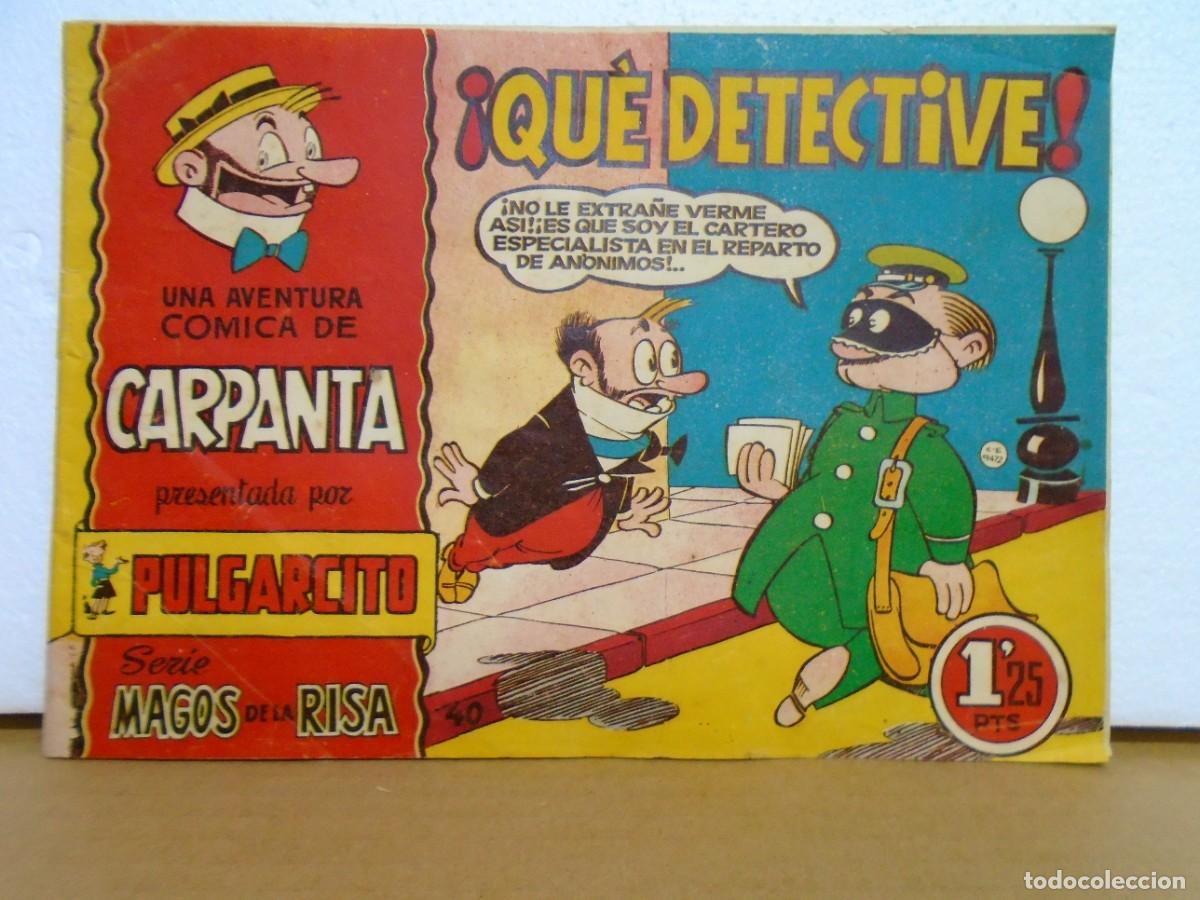 ¡QUÉ DETECTIVE!
¡NO LE EXTRAÑE VERME
ASI! ¡ES QUE SOY EL CARTERO
ESPECIALISTA EN EL REPARTO
DE ANÓNIMOS!..
UNA AVENTURA
COMICA DE
CARPANTA
presentada por
PULGARCITO
Serie
MAGOS DE LA RISA
40
1'25
PTS
todocoleccion